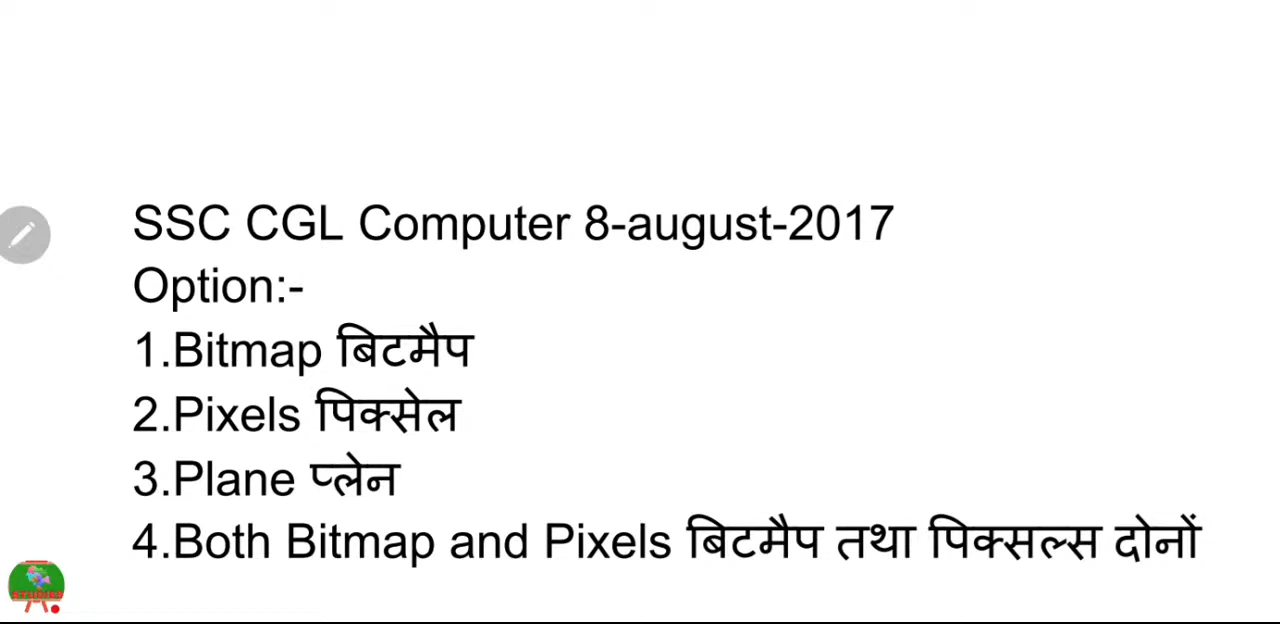 SSC CGL Computer 8-august-2017
Option:-
1.Bitmap बिटमैप
2.Pixels पिक्सेल
3.Plane प्लेन
4.Both Bitmap and Pixels बिटमैप तथा पिक्सल्स दोनों